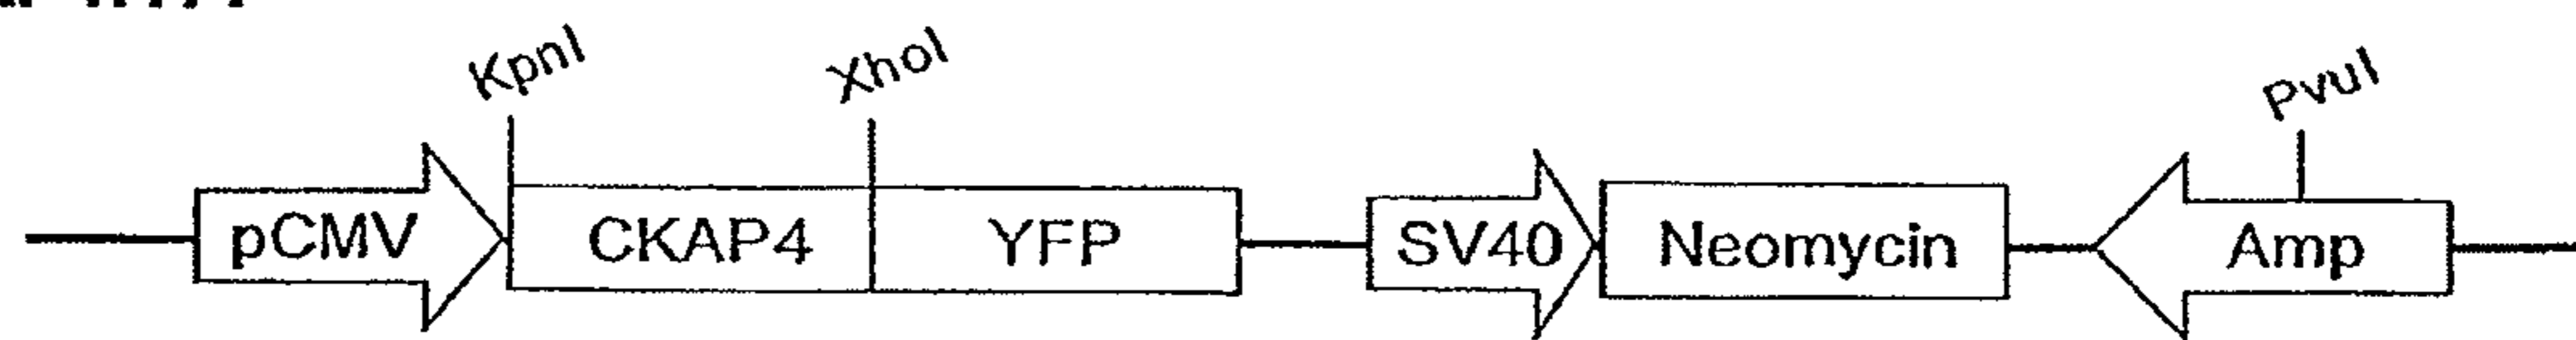 KpnI
XhoI
PvuI
pCMV
CKAP4
YFP
SV40
Neomycin
Amp